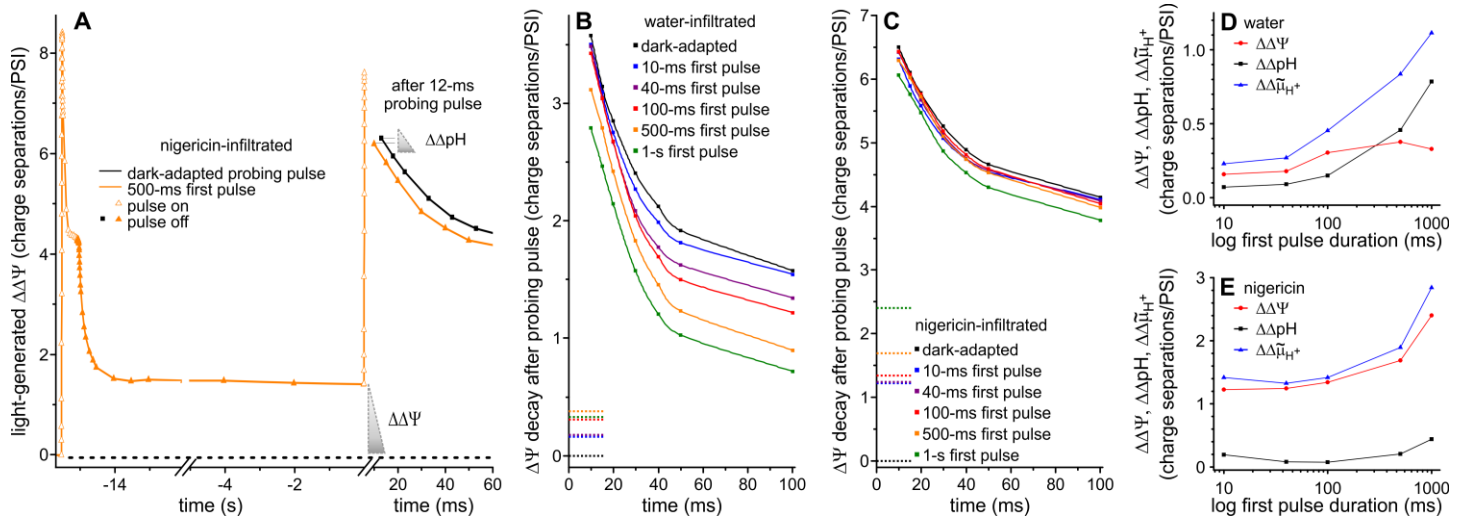 A
light-generated ΔΔΨ (charge separations/PSI)
8
6
4
2
0
nigericin-infiltrated
dark-adapted probing pulse
500-ms first pulse
pulse on
pulse off
after 12-ms
probing pulse
ΔΔpH
ΔΔΨ
-14
-4
-2
20
40
60
time (s)
time (ms)
B
ΔΨ decay after probing pulse (charge separations/PSI)
3
2
1
0
water-infiltrated
dark-adapted
10-ms first pulse
40-ms first pulse
100-ms first pulse
500-ms first pulse
1-s first pulse
0
20
40
60
80
100
time (ms)
C
ΔΨ decay after probing pulse (charge separations/PSI)
7
6
5
4
3
2
1
0
nigericin-infiltrated
dark-adapted
10-ms first pulse
40-ms first pulse
100-ms first pulse
500-ms first pulse
1-s first pulse
0
20
40
60
80
100
time (ms)
D
ΔΔΨ, ΔΔpH, ΔΔμ̃H⁺
(charge separations/PSI)
1.0
0.5
0.0
water
ΔΔΨ
ΔΔpH
ΔΔμ̃H⁺
10
100
1000
log first pulse duration (ms)
E
ΔΔΨ, ΔΔpH, ΔΔμ̃H⁺
(charge separations/PSI)
3
2
1
0
nigericin
ΔΔΨ
ΔΔpH
ΔΔμ̃H⁺
10
100
1000
log first pulse duration (ms)